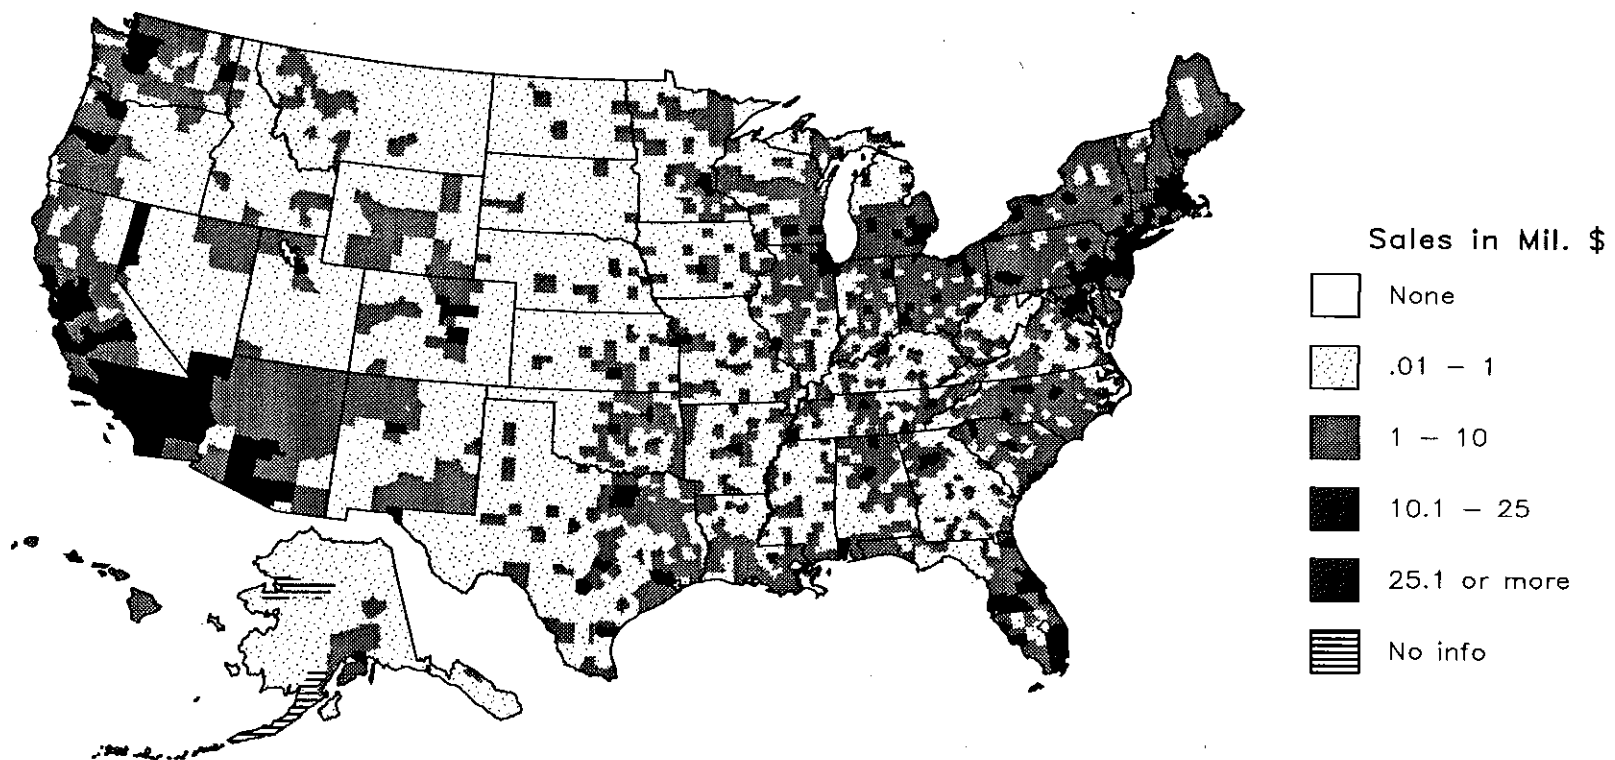 Sales in Mil. $
None
.01 – 1
1 – 10
10.1 – 25
25.1 or more
No info